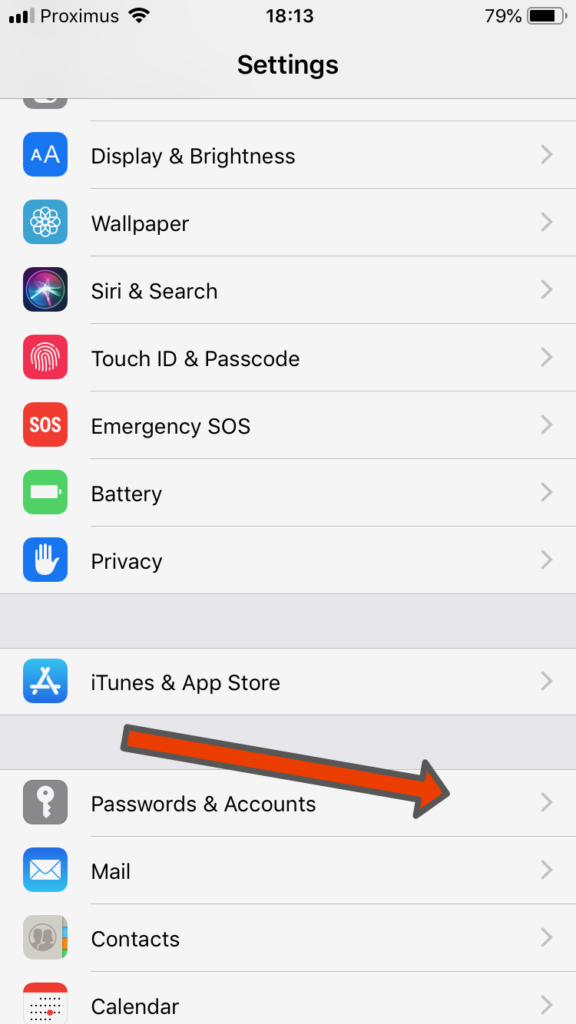 Proximus 18:13 79%
Settings
AA Display & Brightness
Wallpaper
Siri & Search
Touch ID & Passcode
SOS Emergency SOS
Battery
Privacy
iTunes & App Store
Passwords & Accounts
Mail
Contacts
Calendar